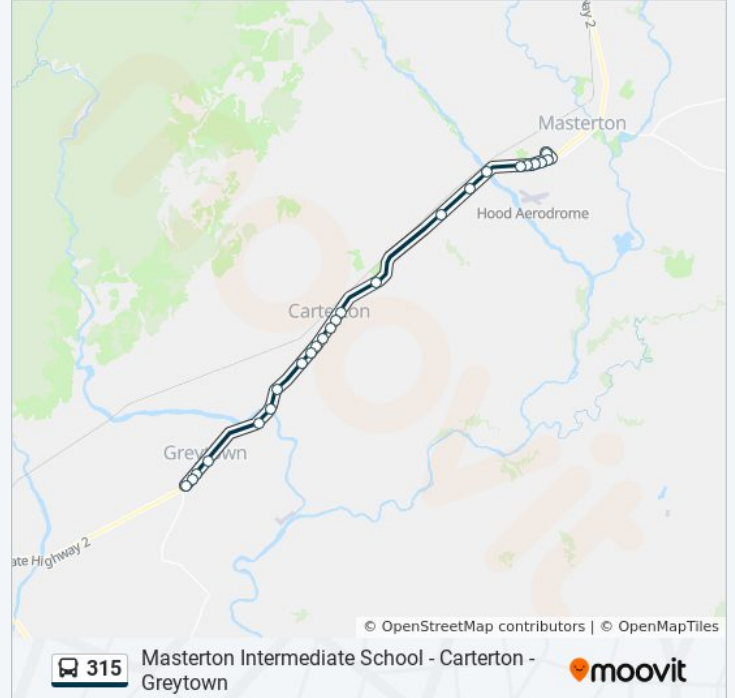 way 2
Masterton
Hood Aerodrome
Carterton
Greytown
ate Highway 2
© OpenStreetMap contributors | © OpenMapTiles
315
Masterton Intermediate School - Carterton -
Greytown
moovit